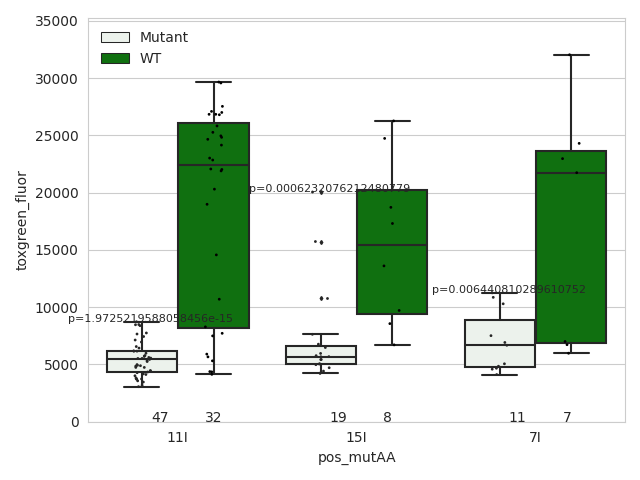 35000
30000
25000
20000
15000
10000
5000
0
toxgreen_fluor
Mutant
WT
p=1.9725219588058456e-15
p=0.0006232076212480779
p=0.006440810289610752
47 32 19 8 11 7
11I 15I 7I
pos_mutAA